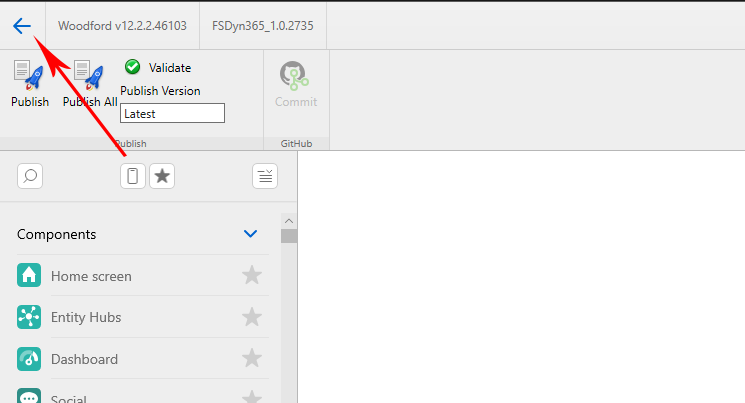 Woodford v12.2.2.46103 FSDyn365_1.0.2735
Validate
Publish Version
Publish Publish All Commit
Latest
Publish GitHub
Components
Home screen
Entity Hubs
Dashboard
Social